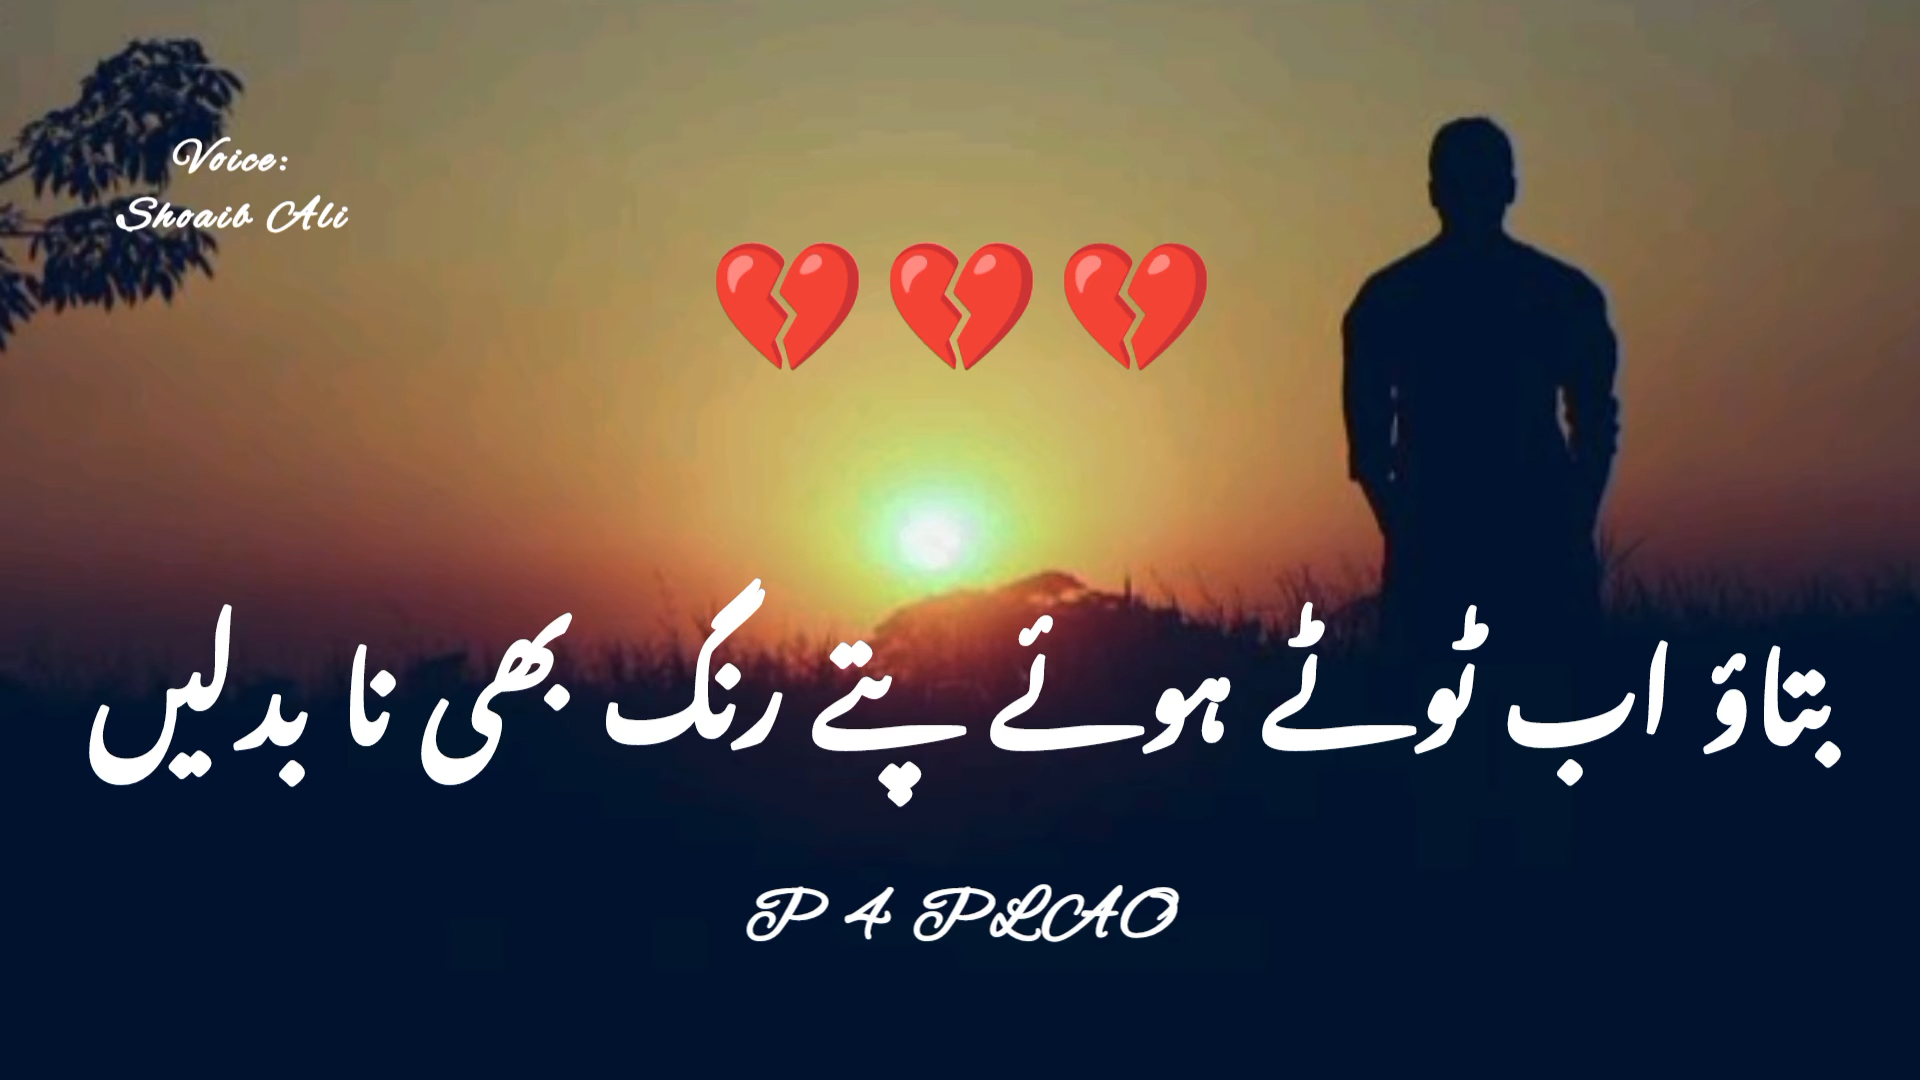 Voice:
Shoaib Ali
💔💔💔
بتاؤ اب ٹوٹے ہوئے پتے رنگ بھی نا بدلیں
P 4 PLAO